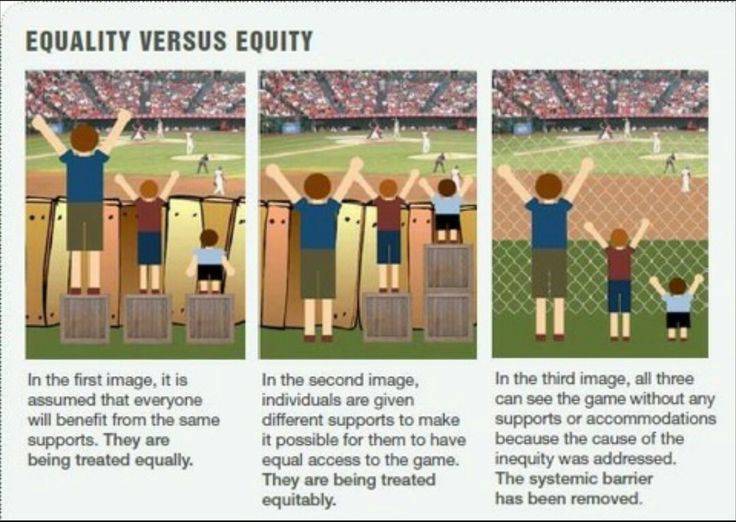 EQUALITY VERSUS EQUITY
In the first image, it is
assumed that everyone
will benefit from the same
supports. They are
being treated equally.
In the second image,
individuals are given
different supports to make
it possible for them to have
equal access to the game.
They are being treated
equitably.
In the third image, all three
can see the game without any
supports or accommodations
because the cause of the
inequity was addressed.
The systemic barrier
has been removed.